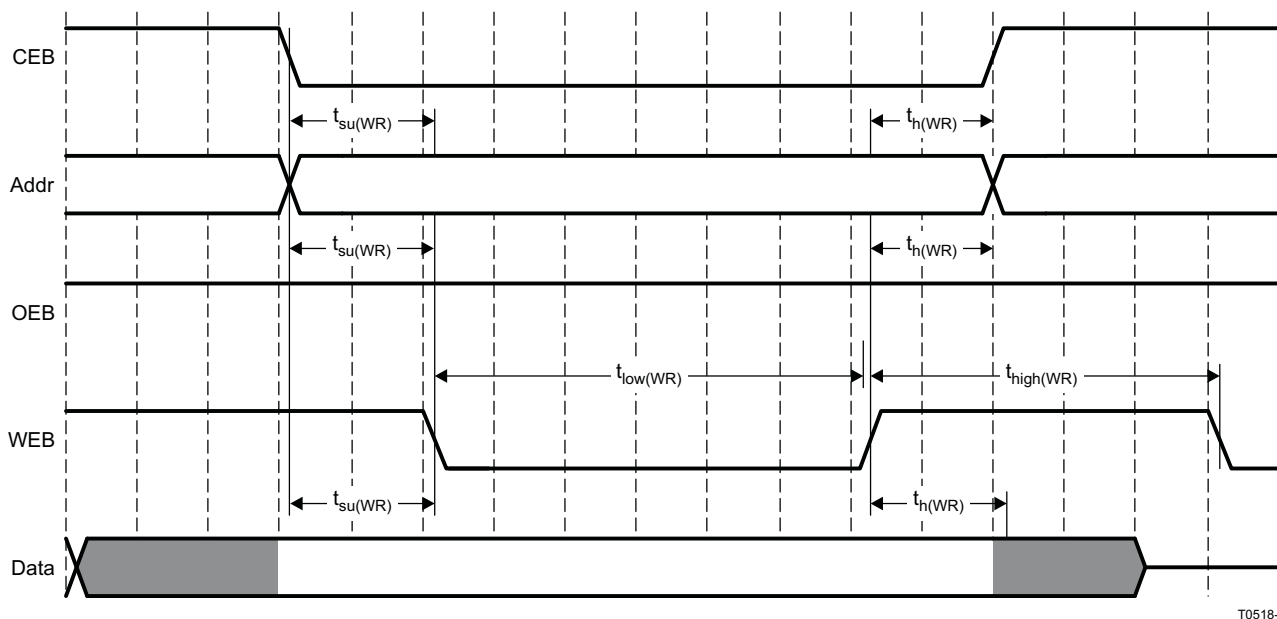 CEB
t_su(WR) t_h(WR)
Addr
t_su(WR) t_h(WR)
OEB
t_low(WR) t_high(WR)
WEB
t_su(WR) t_h(WR)
Data
T0518-